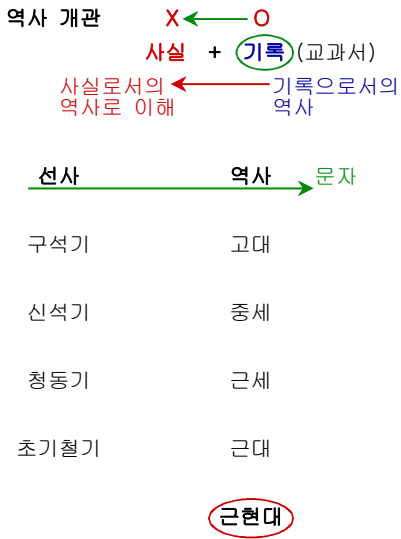 역사 개관 X O
사실 + 기록 (교과서)
사실로서의 기록으로서의
역사로 이해 역사
선사 역사 문자
구석기 고대
신석기 중세
청동기 근세
초기철기 근대
근현대